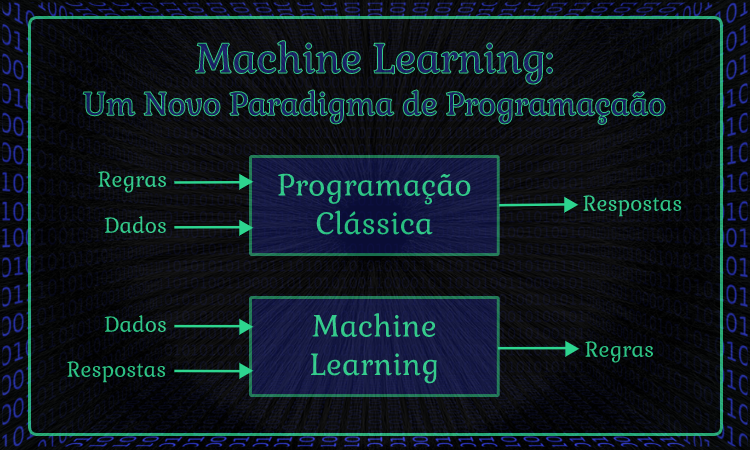 Machine Learning:
Um Novo Paradigma de Programaçaão
Regras
Dados
Programação
Clássica
Respostas
Dados
Respostas
Machine
Learning
Regras